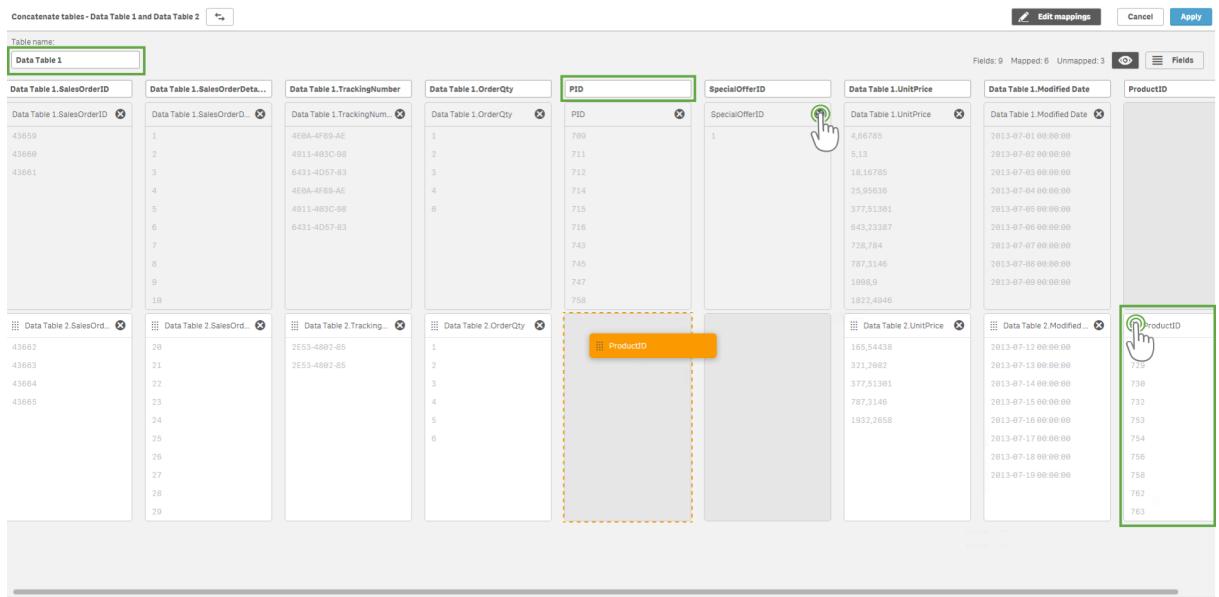 Concatenate tables - Data Table 1 and Data Table 2
Edit mappings
Cancel
Apply
Table name:
Data Table 1
Fields: 9 Mapped: 6 Unmapped: 3
Fields
Data Table 1.SalesOrderID
Data Table 1.SalesOrderDeta...
Data Table 1.TrackingNumber
Data Table 1.OrderQty
PID
SpecialOfferID
Data Table 1.UnitPrice
Data Table 1.Modified Date
ProductID
Data Table 1.SalesOrderID
Data Table 1.SalesOrderD...
Data Table 1.TrackingNum...
Data Table 1.OrderQty
PID
SpecialOfferID
Data Table 1.UnitPrice
Data Table 1.Modified Date
43659 1 4E0A-4F89-AE 1 709 1 4,66785 2013-07-01 00:00:00
43660 2 4911-403C-98 2 711 5,13 2013-07-02 00:00:00
43661 3 6431-4D57-83 3 712 18,16785 2013-07-03 00:00:00
4 4E0A-4F89-AE 4 714 25,95636 2013-07-04 00:00:00
5 4911-403C-98 6 715 377,51301 2013-07-05 00:00:00
6 6431-4D57-83 716 643,23387 2013-07-06 00:00:00
7 743 728,784 2013-07-07 00:00:00
8 745 787,3146 2013-07-08 00:00:00
9 747 1098,9 2013-07-09 00:00:00
10 758 1822,4946
Data Table 2.SalesOrd...
Data Table 2.SalesOrd...
Data Table 2.Tracking...
Data Table 2.OrderQty
Data Table 2.UnitPrice
Data Table 2.Modified ...
ProductID
ProductID
43662 20 2E53-4802-85 1 165,54438 2013-07-12 00:00:00
43663 21 2E53-4802-85 2 321,2082 2013-07-13 00:00:00 729
43664 22 3 377,51301 2013-07-14 00:00:00 730
43665 23 4 787,3146 2013-07-15 00:00:00 732
24 5 1932,2658 2013-07-16 00:00:00 753
25 6 2013-07-17 00:00:00 754
26 2013-07-18 00:00:00 756
27 2013-07-19 00:00:00 758
28 762
29 763